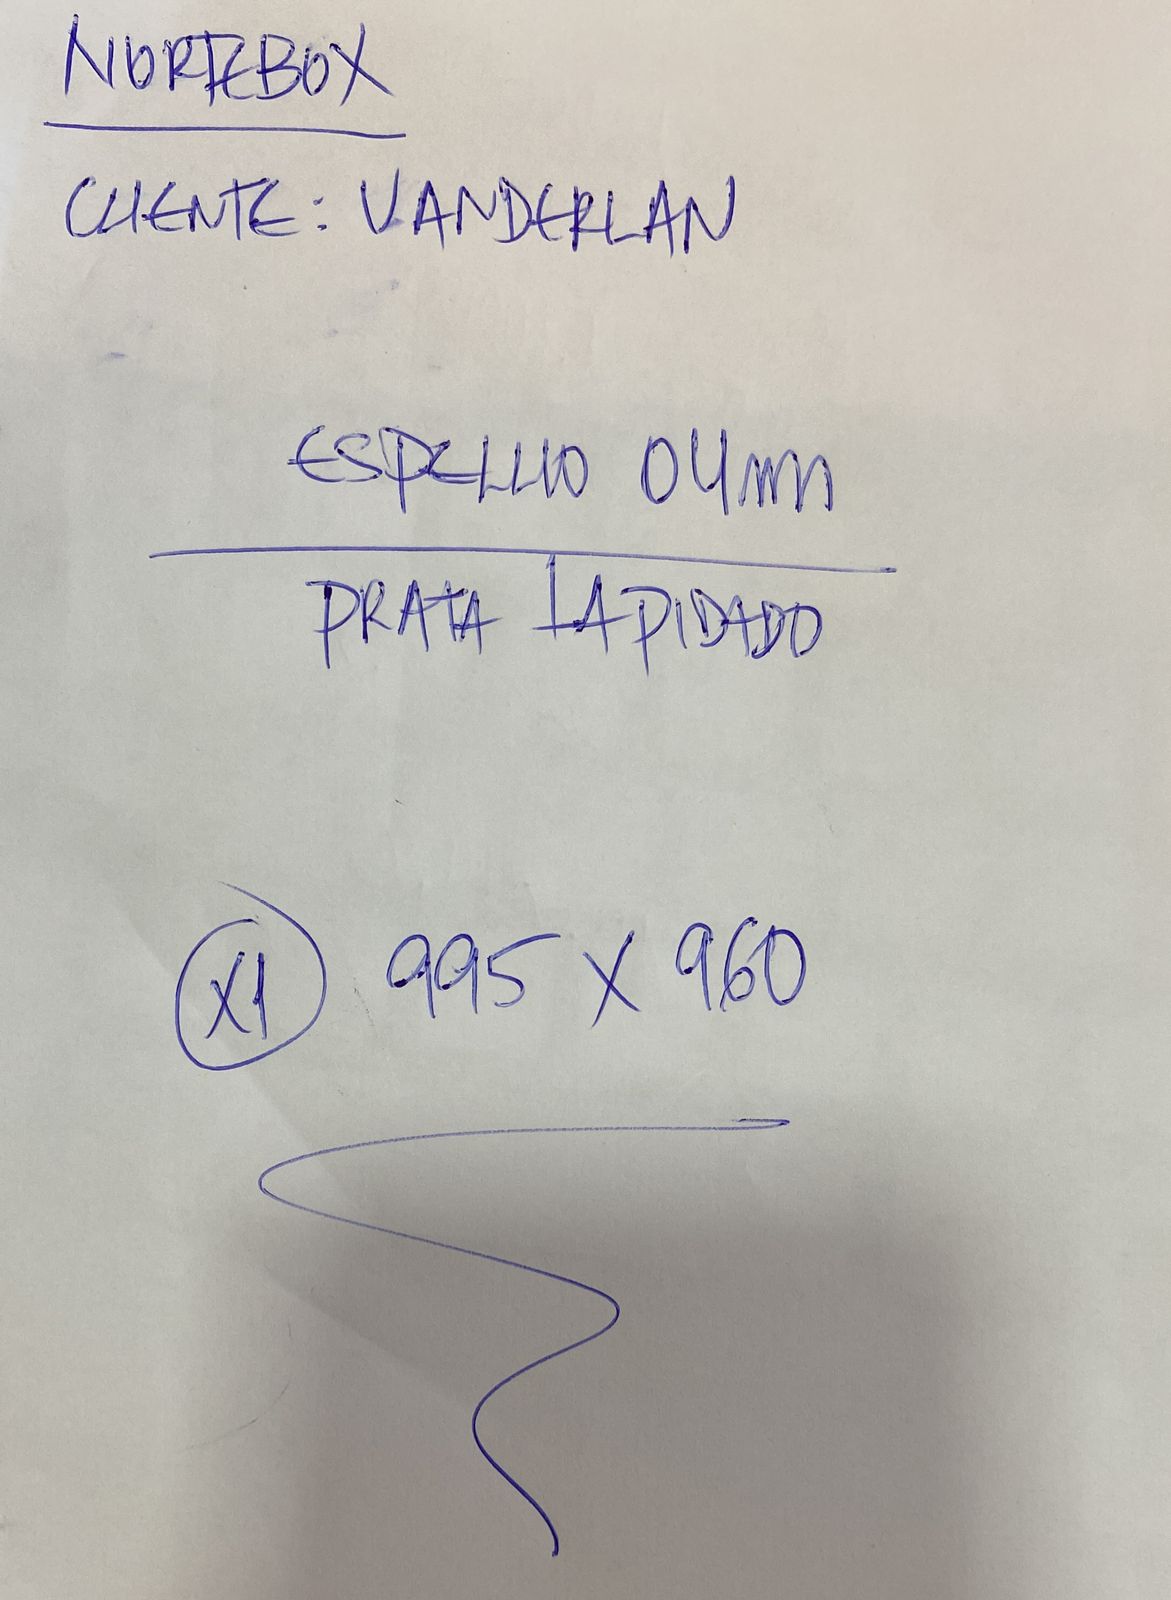 NORTEBOX
CLIENTE: VANDERLAN
ESPELHO 04mm
PRATA LAPIDADO
X1 995 X 960